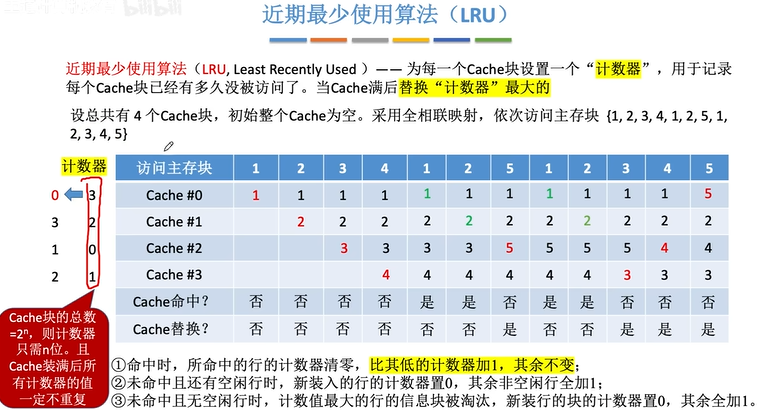 bilibili
近期最少使用算法（LRU）
近期最少使用算法（LRU, Least Recently Used ）—— 为每一个Cache块设置一个“计数器”，用于记录
每个Cache块已经有多久没被访问了。当Cache满后替换“计数器”最大的
设总共有 4 个Cache块，初始整个Cache为空。采用全相联映射，依次访问主存块 {1, 2, 3, 4, 1, 2, 5, 1,
2, 3, 4, 5}
计数器 访问主存块 1 2 3 4 1 2 5 1 2 3 4 5
0 3 Cache #0 1 1 1 1 1 1 1 1 1 1 1 5
3 2 Cache #1 2 2 2 2 2 2 2 2 2 2 2
1 0 Cache #2 3 3 3 3 5 5 5 5 4 4
2 1 Cache #3 4 4 4 4 4 4 3 3 3
Cache命中? 否 否 否 否 是 是 否 是 是 否 否 否
Cache替换? 否 否 否 否 否 否 是 否 否 是 是 是
Cache块的总数
=2ⁿ，则计数器
只需n位。且
Cache装满后所
有计数器的值
一定不重复
①命中时，所命中的行的计数器清零，比其低的计数器加1，其余不变；
②未命中且还有空闲行时，新装入的行的计数器置0，其余非空闲行全加1；
③未命中且无空闲行时，计数值最大的行的信息块被淘汰，新装行的块的计数器置0，其余全加1。